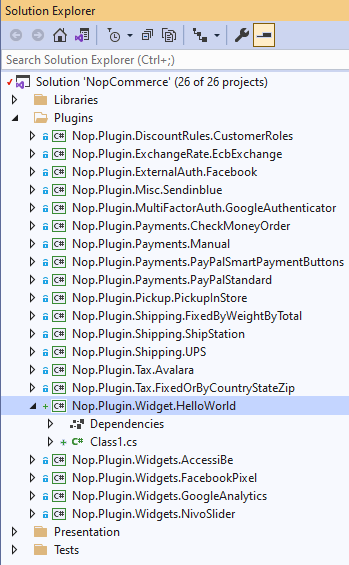 Solution Explorer
Search Solution Explorer (Ctrl+;)
Solution 'NopCommerce' (26 of 26 projects)
Libraries
Plugins
C# Nop.Plugin.DiscountRules.CustomerRoles
C# Nop.Plugin.ExchangeRate.EcbExchange
C# Nop.Plugin.ExternalAuth.Facebook
C# Nop.Plugin.Misc.Sendinblue
C# Nop.Plugin.MultiFactorAuth.GoogleAuthenticator
C# Nop.Plugin.Payments.CheckMoneyOrder
C# Nop.Plugin.Payments.Manual
C# Nop.Plugin.Payments.PayPalSmartPaymentButtons
C# Nop.Plugin.Payments.PayPalStandard
C# Nop.Plugin.Pickup.PickupInStore
C# Nop.Plugin.Shipping.FixedByWeightByTotal
C# Nop.Plugin.Shipping.ShipStation
C# Nop.Plugin.Shipping.UPS
C# Nop.Plugin.Tax.Avalara
C# Nop.Plugin.Tax.FixedOrByCountryStateZip
+ C# Nop.Plugin.Widget.HelloWorld
Dependencies
+ C# Class1.cs
C# Nop.Plugin.Widgets.AccessiBe
C# Nop.Plugin.Widgets.FacebookPixel
C# Nop.Plugin.Widgets.GoogleAnalytics
C# Nop.Plugin.Widgets.NivoSlider
Presentation
Tests